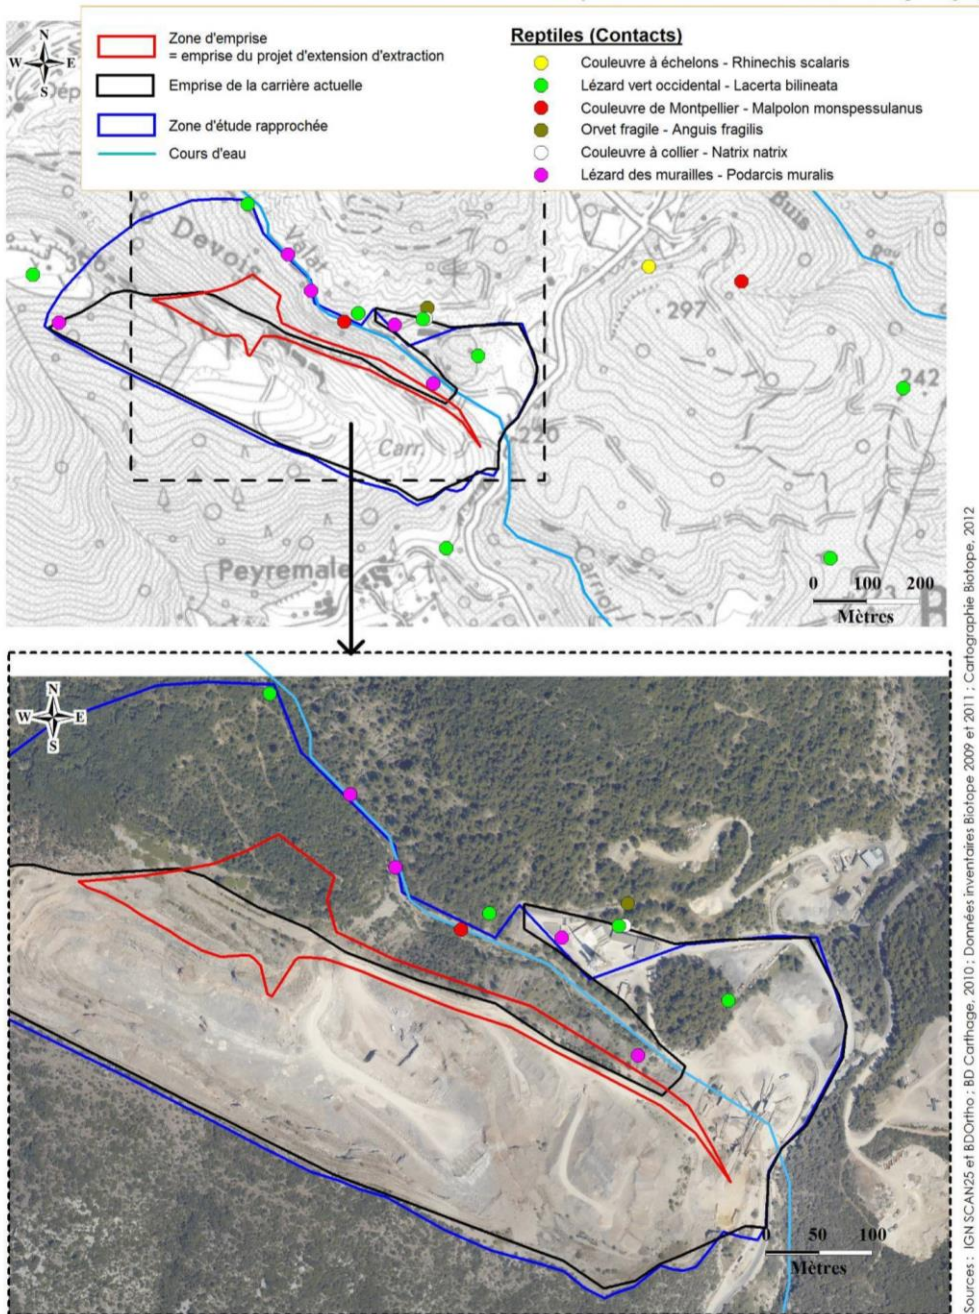 Zone d'emprise
= emprise du projet d'extension d'extraction
Emprise de la carrière actuelle
Zone d'étude rapprochée
Cours d'eau
Reptiles (Contacts)
Couleuvre à échelons - Rhinechis scalaris
Lézard vert occidental - Lacerta bilineata
Couleuvre de Montpellier - Malpolon monspessulanus
Orvet fragile - Anguis fragilis
Couleuvre à collier - Natrix natrix
Lézard des murailles - Podarcis muralis
N
W E
S
Dép
Devois
Valat
Buis
297
242
220
Carr.
Peyremale
Carriol
0 100 200
Mètres
N
W E
S
0 50 100
Mètres
Sources : IGN SCAN25 et BDOrtho ; BD Carthage, 2010 ; Données inventaires Biotope 2009 et 2011 ; Cartographie Biotope, 2012